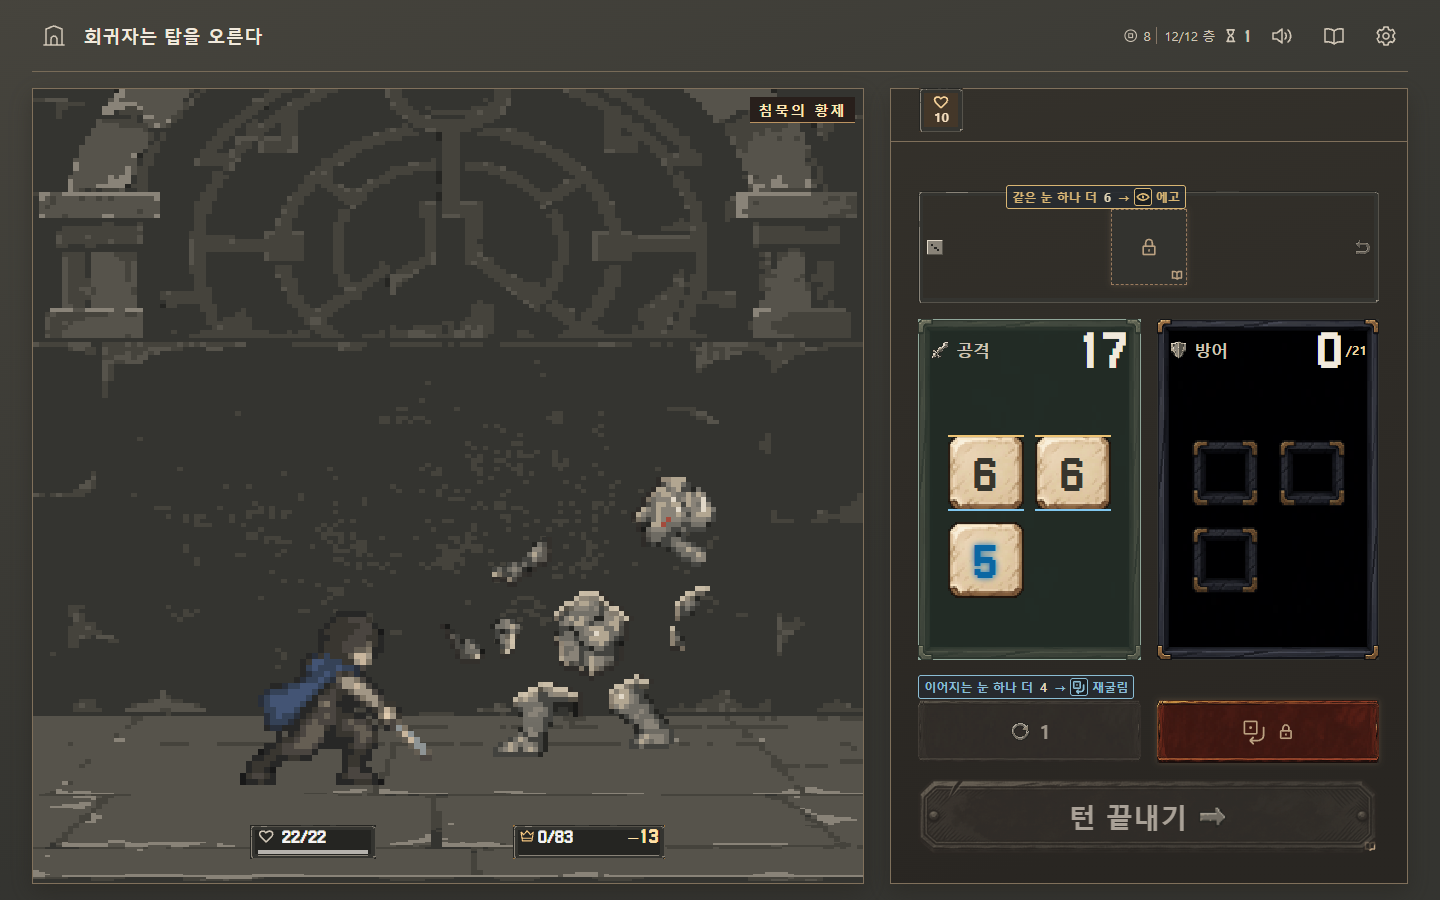 회귀자는 탑을 오른다
8
12/12 층
1
침묵의 황제
10
같은 눈 하나 더 6 → 에고
공격 17
방어 0/21
6 6
5
이어지는 눈 하나 더 4 → 재굴림
1
턴 끝내기
22/22
0/83 –13